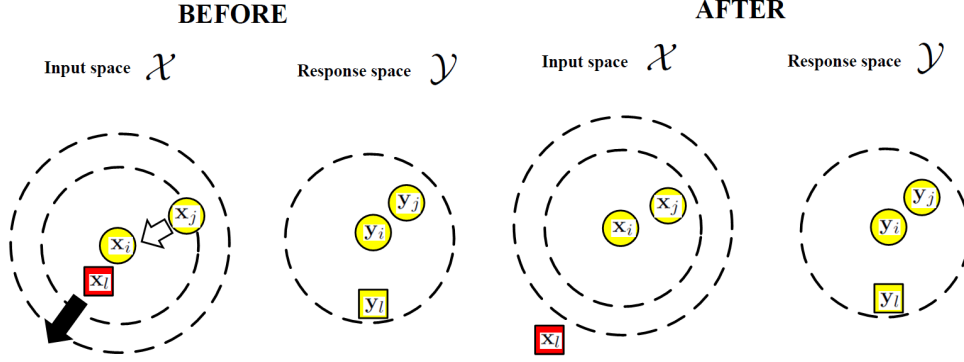 BEFORE
AFTER
Input space 𝒳
Response space 𝒴
Input space 𝒳
Response space 𝒴
x_j
x_i
x_l
y_j
y_i
y_l
x_j
x_i
x_l
y_j
y_i
y_l